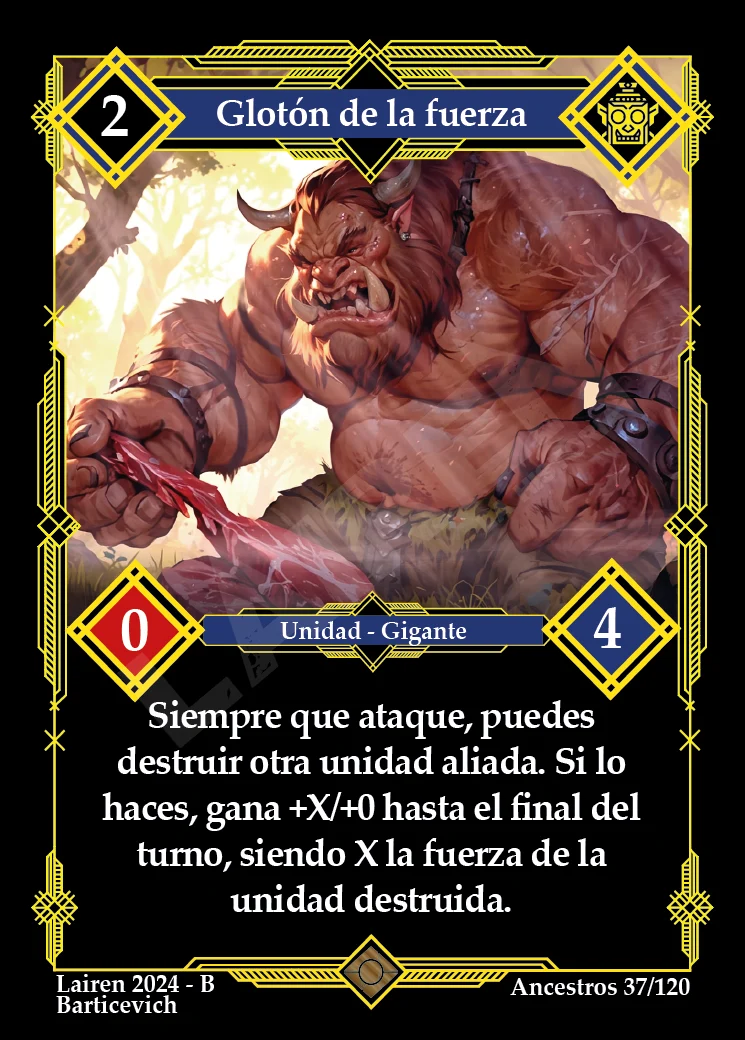 2
Glotón de la fuerza
0
Unidad - Gigante
4
Siempre que ataque, puedes
destruir otra unidad aliada. Si lo
haces, gana +X/+0 hasta el final del
turno, siendo X la fuerza de la
unidad destruida.
Lairen 2024 - B
Barticevich
Ancestros 37/120